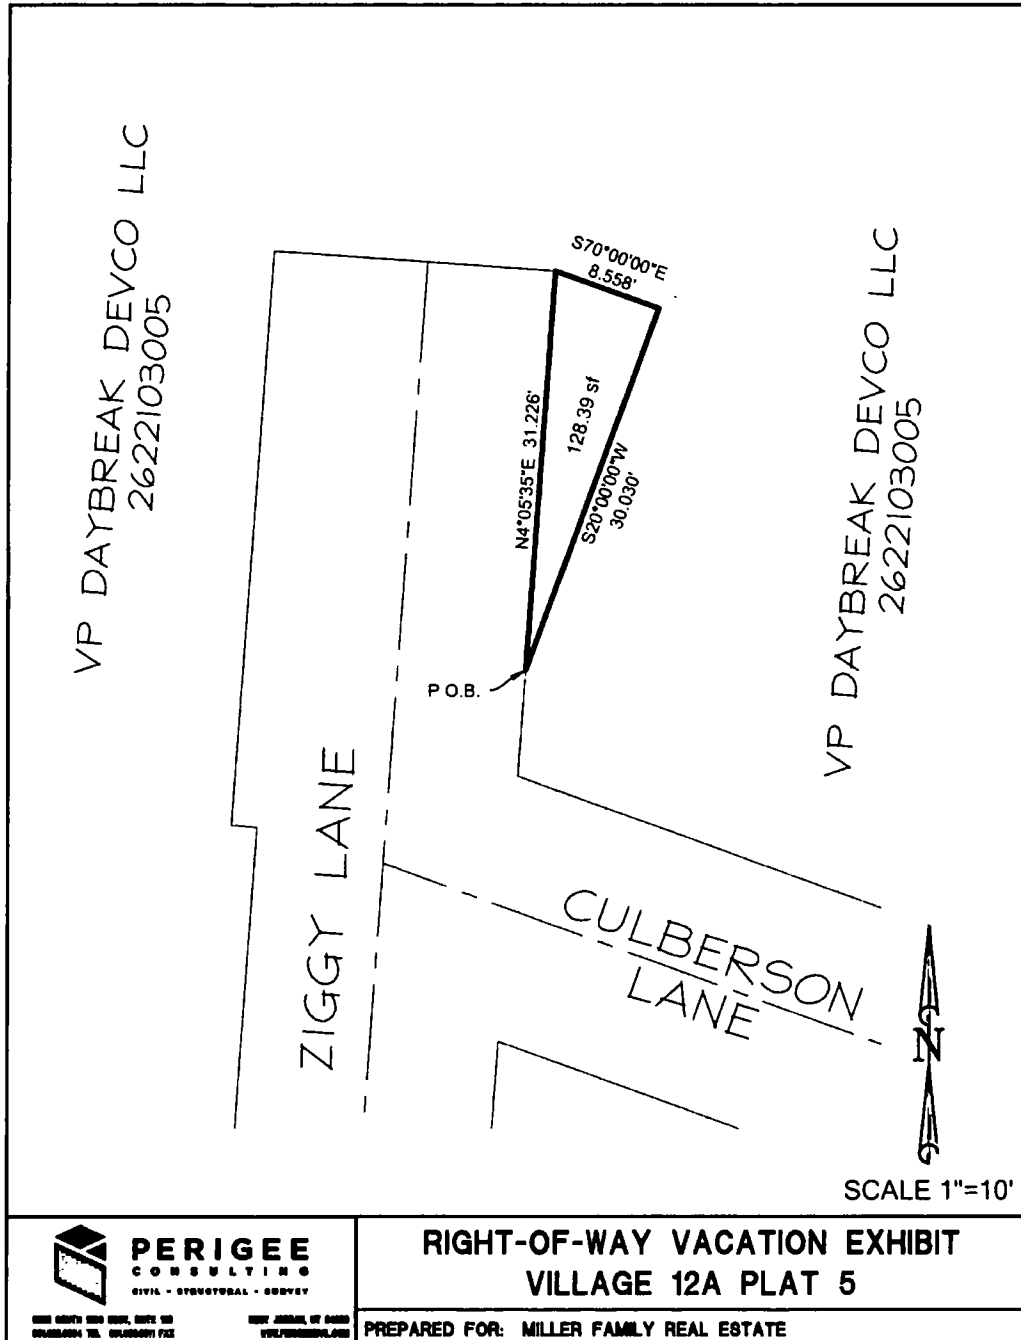 VP DAYBREAK DEVCO LLC
2622103005
S70°00'00"E
8.558'
N4°05'35"E 31.226'
128.39 sf
S20°00'00"W
30.030'
VP DAYBREAK DEVCO LLC
2622103005
P O.B.
ZIGGY LANE
CULBERSON
LANE
N
SCALE 1"=10'
PERIGEE
CONSULTING
CIVIL - STRUCTURAL - SURVEY
RIGHT-OF-WAY VACATION EXHIBIT
VILLAGE 12A PLAT 5
PREPARED FOR: MILLER FAMILY REAL ESTATE